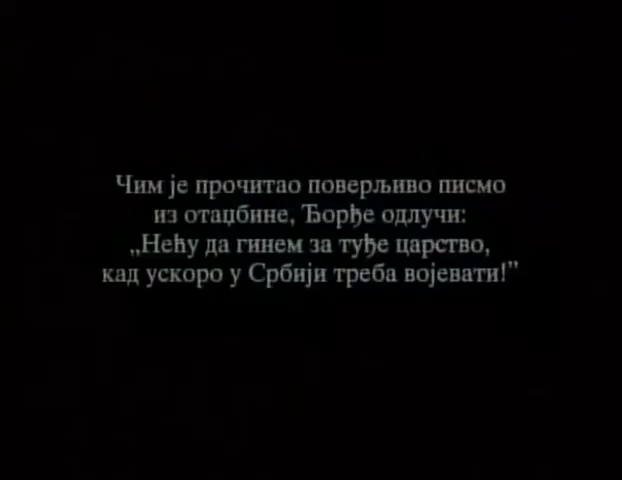 Чим је прочитао поверљиво писмо
из отаџбине, Ђорђе одлучи:
„Нећу да гинем за туђе царство,
кад ускоро у Србији треба војевати!”